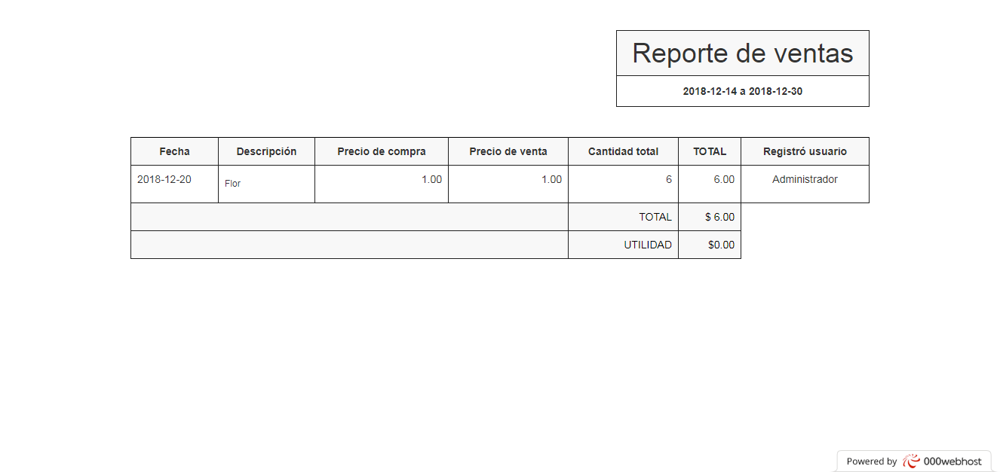 Reporte de ventas
2018-12-14 a 2018-12-30
Fecha Descripción Precio de compra Precio de venta Cantidad total TOTAL Registró usuario
2018-12-20 Flor 1.00 1.00 6 6.00 Administrador
TOTAL $ 6.00
UTILIDAD $0.00
Powered by 000webhost